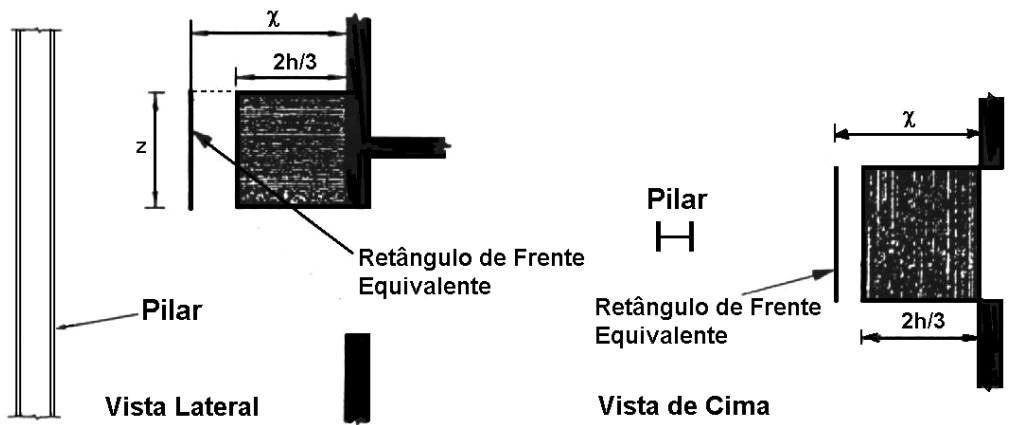 χ
2h/3
z
Retângulo de Frente
Equivalente
Pilar
Vista Lateral
χ
Pilar
Retângulo de Frente
Equivalente
2h/3
Vista de Cima